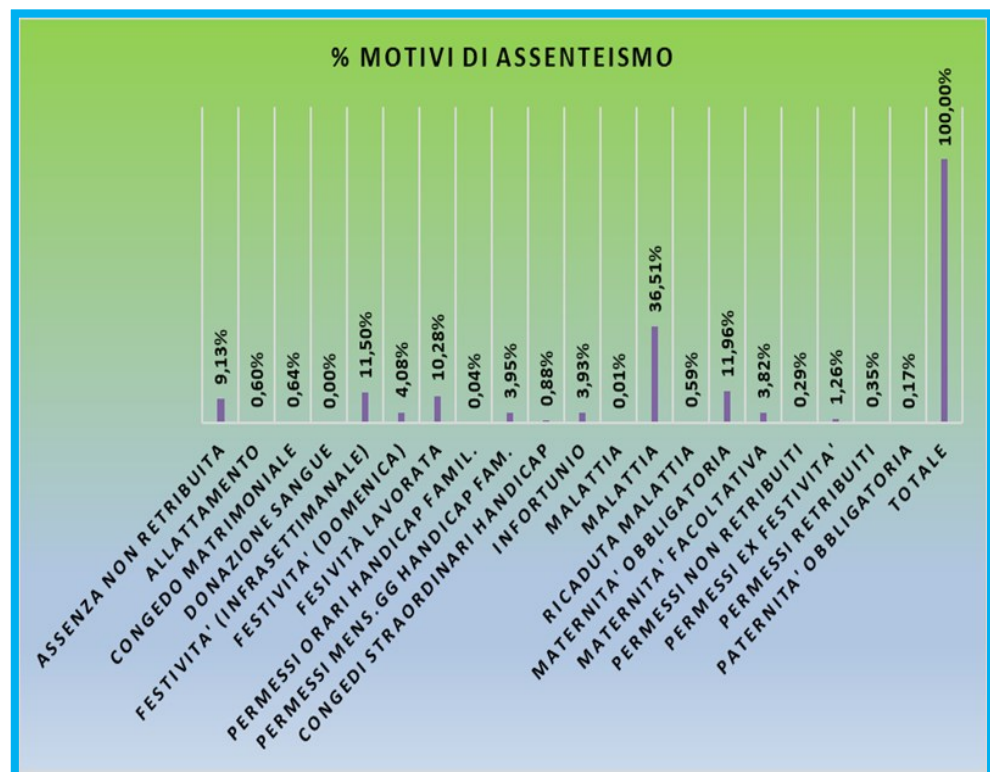 % MOTIVI DI ASSENTEISMO
9,13%
0,60%
0,64%
0,00%
11,50%
4,08%
10,28%
0,04%
3,95%
0,88%
3,93%
0,01%
36,51%
0,59%
11,96%
3,82%
0,29%
1,26%
0,35%
0,17%
100,00%
ASSENZA NON RETRIBUITA
ALLATTAMENTO
CONGEDO MATRIMONIALE
DONAZIONE SANGUE
FESTIVITA' (INFRASETTIMANALE)
FESTIVITA' (DOMENICA)
FESIVITÀ LAVORATA
PERMESSI ORARI HANDICAP FAMIL.
PERMESSI MENS.GG HANDICAP FAM.
CONGEDI STRAORDINARI HANDICAP
INFORTUNIO
MALATTIA
MALATTIA
RICADUTA MALATTIA
MATERNITA' OBBLIGATORIA
MATERNITA' FACOLTATIVA
PERMESSI NON RETRIBUITI
PERMESSI EX FESTIVITA'
PERMESSI RETRIBUITI
PATERNITA' OBBLIGATORIA
TOTALE